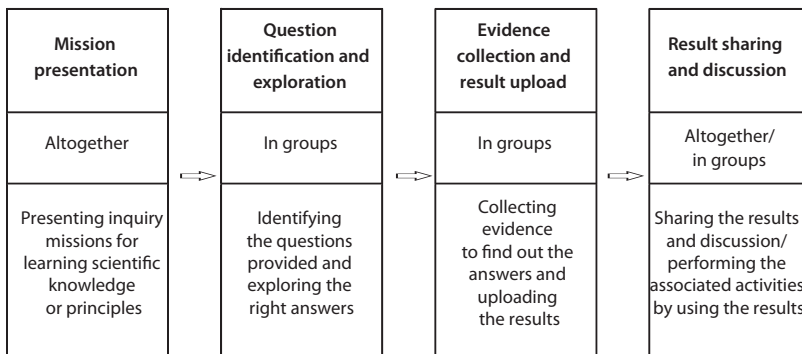 Mission
presentation
Altogether
Presenting inquiry
missions for
learning scientific
knowledge
or principles
Question
identification and
exploration
In groups
Identifying
the questions
provided and
exploring the
right answers
Evidence
collection and
result upload
In groups
Collecting
evidence
to find out the
answers and
uploading
the results
Result sharing
and discussion
Altogether/
in groups
Sharing the results
and discussion/
performing the
associated activities
by using the results